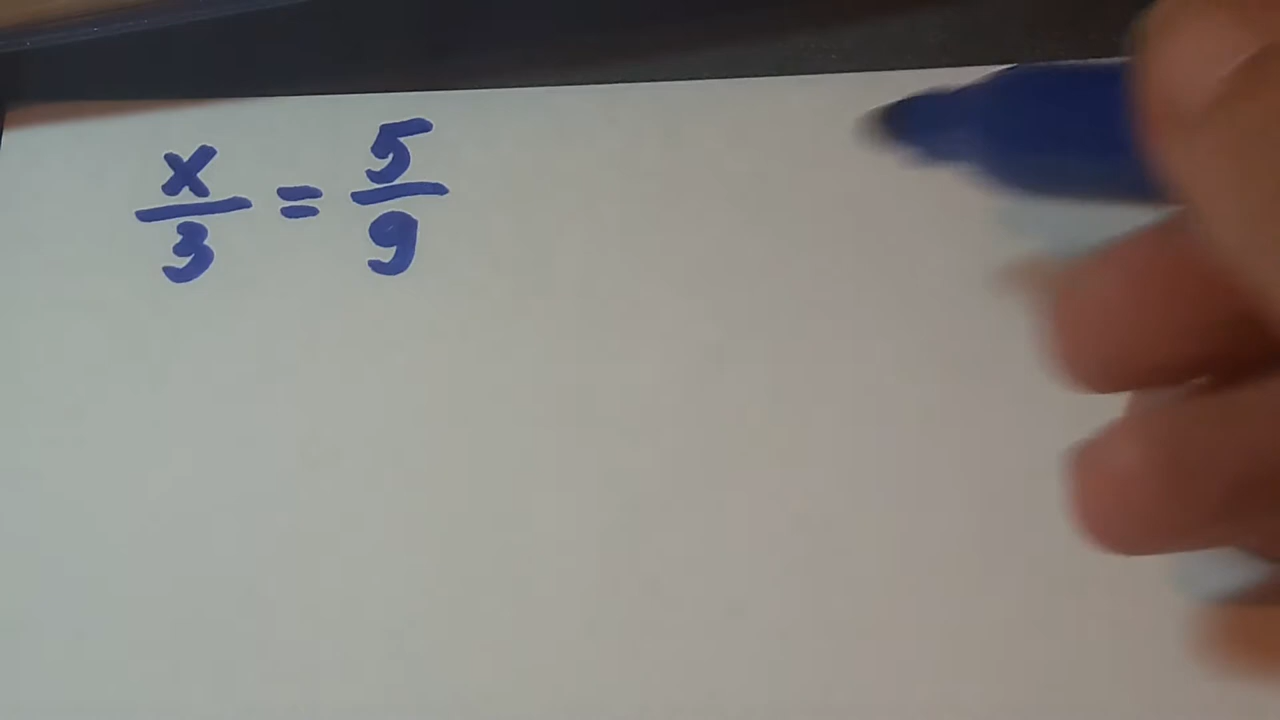 x/3 = 5/9